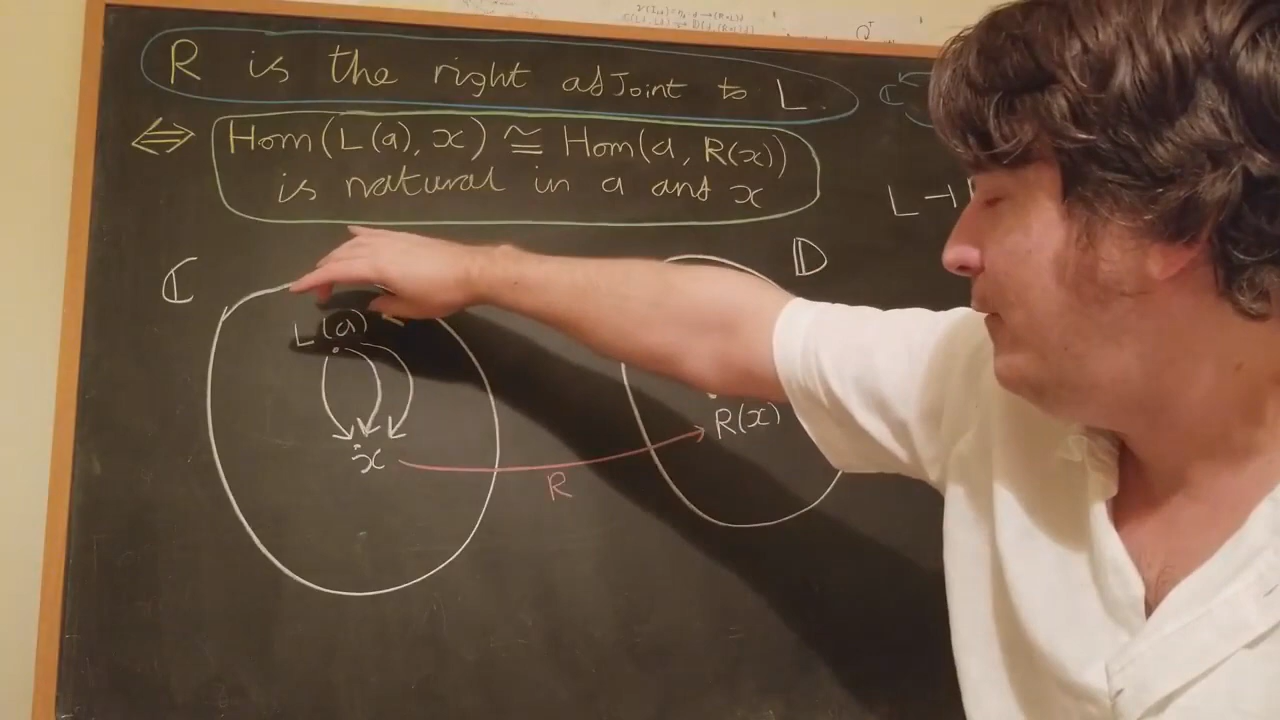 R is the right adjoint to L.
⟺ Hom(L(a), x) ≅ Hom(a, R(x))
is natural in a and x
ℂ
L ⊣
ℂ
𝔻
L(a)
R(x)
x
R